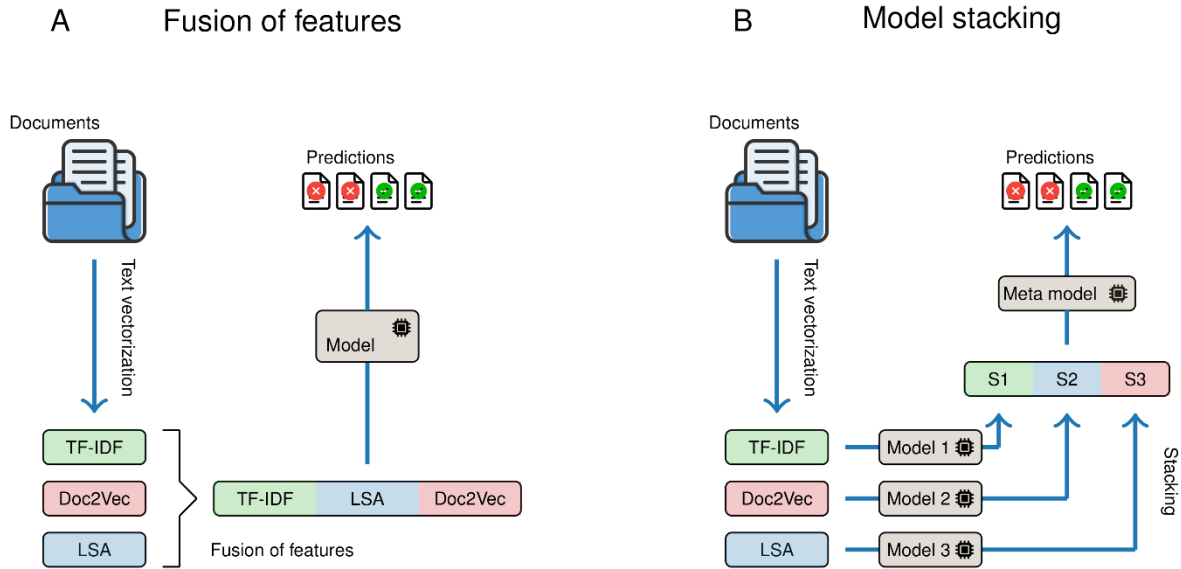 A
Fusion of features
Documents
Predictions
Text vectorization
Model
TF-IDF
Doc2Vec
LSA
TF-IDF
LSA
Doc2Vec
Fusion of features
B
Model stacking
Documents
Predictions
Text vectorization
Meta model
S1
S2
S3
TF-IDF
Model 1
Doc2Vec
Model 2
LSA
Model 3
Stacking